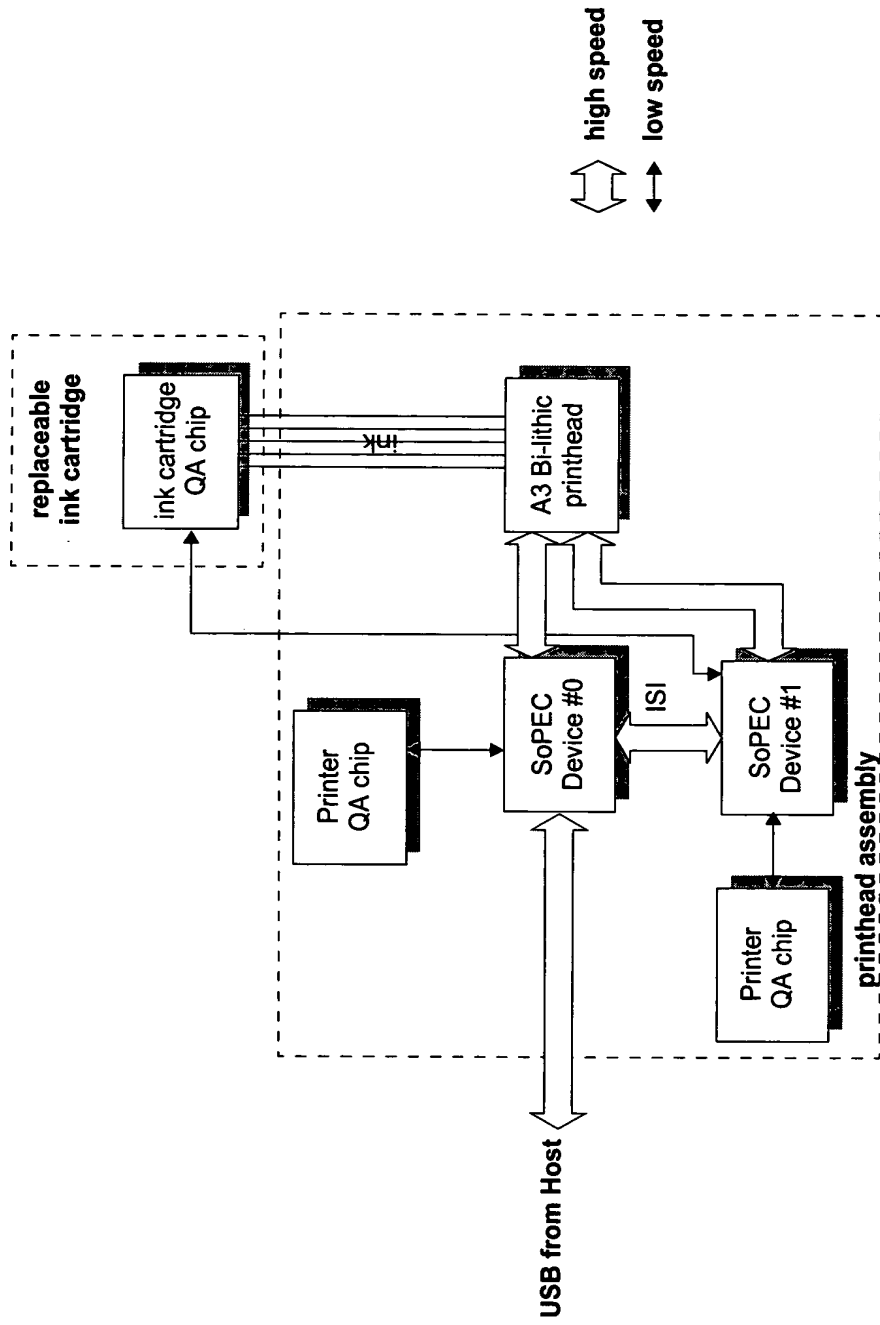 replaceable
ink cartridge
ink cartridge
QA chip
ink
A3 Bi-lithic
printhead
Printer
QA chip
SoPEC
Device #0
ISI
SoPEC
Device #1
Printer
QA chip
printhead assembly
USB from Host
high speed
low speed